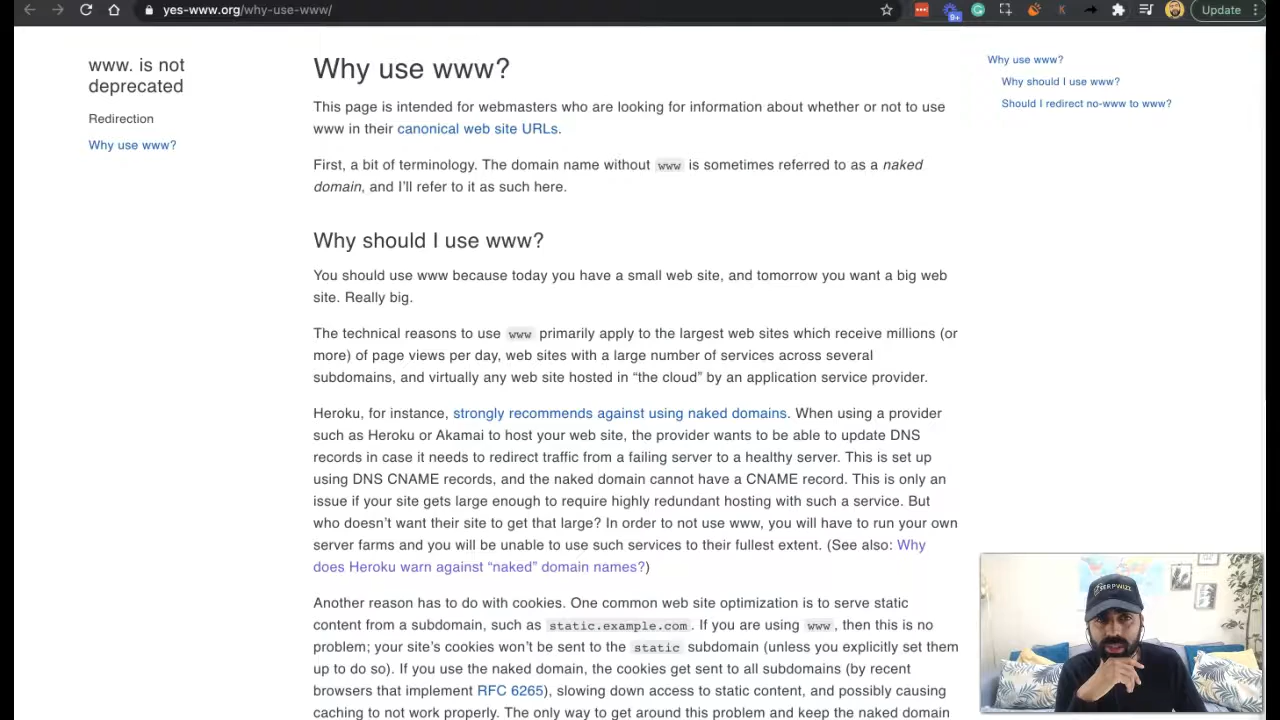 yes-www.org/why-use-www/
9+
Update
www. is not
deprecated
Redirection
Why use www?
Why use www?
This page is intended for webmasters who are looking for information about whether or not to use
www in their canonical web site URLs.
First, a bit of terminology. The domain name without www is sometimes referred to as a naked
domain, and I’ll refer to it as such here.
Why should I use www?
You should use www because today you have a small web site, and tomorrow you want a big web
site. Really big.
The technical reasons to use www primarily apply to the largest web sites which receive millions (or
more) of page views per day, web sites with a large number of services across several
subdomains, and virtually any web site hosted in “the cloud” by an application service provider.
Heroku, for instance, strongly recommends against using naked domains. When using a provider
such as Heroku or Akamai to host your web site, the provider wants to be able to update DNS
records in case it needs to redirect traffic from a failing server to a healthy server. This is set up
using DNS CNAME records, and the naked domain cannot have a CNAME record. This is only an
issue if your site gets large enough to require highly redundant hosting with such a service. But
who doesn’t want their site to get that large? In order to not use www, you will have to run your own
server farms and you will be unable to use such services to their fullest extent. (See also: Why
does Heroku warn against “naked” domain names?)
Another reason has to do with cookies. One common web site optimization is to serve static
content from a subdomain, such as static.example.com. If you are using www, then this is no
problem; your site’s cookies won’t be sent to the static subdomain (unless you explicitly set them
up to do so). If you use the naked domain, the cookies get sent to all subdomains (by recent
browsers that implement RFC 6265), slowing down access to static content, and possibly causing
caching to not work properly. The only way to get around this problem and keep the naked domain
Why use www?
Why should I use www?
Should I redirect no-www to www?
SERPWIZZ